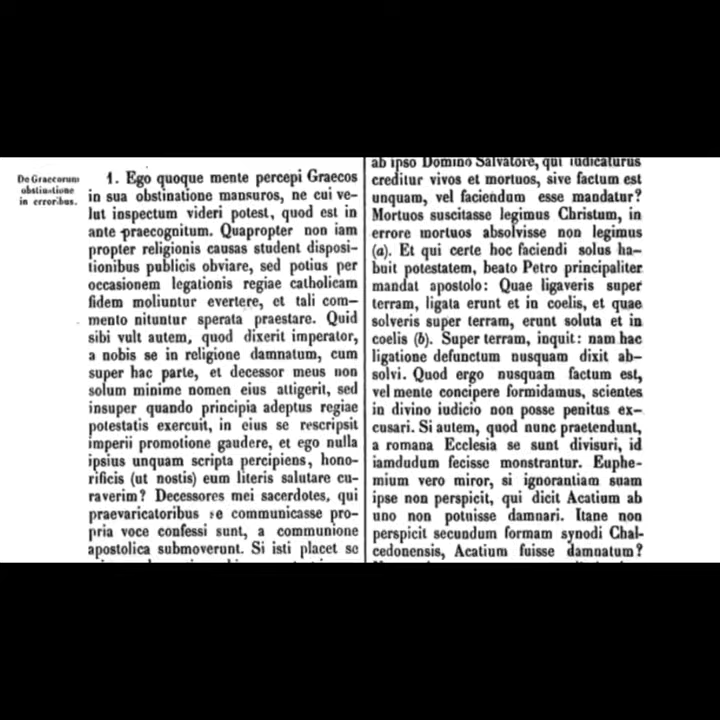 De Graecorum
obstinatione
in erroribus.
1. Ego quoque mente percepi Graecos
in sua obstinatione mansuros, ne cui ve-
lut inspectum videri potest, quod est in
ante praecognitum. Quapropter non iam
propter religionis causas student disposi-
tionibus publicis obviare, sed potius per
occasionem legationis regiae catholicam
fidem moliuntur evertere, et tali com-
mento nituntur sperata praestare. Quid
sibi vult autem, quod dixerit imperator,
a nobis se in religione damnatum, cum
super hac parte, et decessor meus non
solum minime nomen eius attigerit, sed
insuper quando principia adeptus regiae
potestatis exercuit, in eius se rescripsit
imperii promotione gaudere, et ego nulla
ipsius unquam scripta percipiens, hono-
rificis (ut nostis) eum literis salutare cu-
raverim? Decessores mei sacerdotes, qui
praevaricatoribus se communicasse pro-
pria voce confessi sunt, a communione
apostolica submoverunt. Si isti placet se
ab ipso Domino Salvatore, qui iudicaturus
creditur vivos et mortuos, sive factum est
unquam, vel faciendum esse mandatur?
Mortuos suscitasse legimus Christum, in
errore mortuos absolvisse non legimus
(a). Et qui certe hoc faciendi solus ha-
buit potestatem, beato Petro principaliter
mandat apostolo: Quae ligaveris super
terram, ligata erunt et in coelis, et quae
solveris super terram, erunt soluta et in
coelis (b). Super terram, inquit: nam hac
ligatione defunctum nusquam dixit ab-
solvi. Quod ergo nusquam factum est,
vel mente concipere formidamus, scientes
in divino iudicio non posse penitus ex-
cusari. Si autem, quod nunc praetendunt,
a romana Ecclesia se sunt divisuri, id
iamdudum fecisse monstrantur. Euphe-
mium vero miror, si ignorantiam suam
ipse non perspicit, qui dicit Acatium ab
uno non potuisse damnari. Itane non
perspicit secundum formam synodi Chal-
cedonensis, Acatium fuisse damnatum?